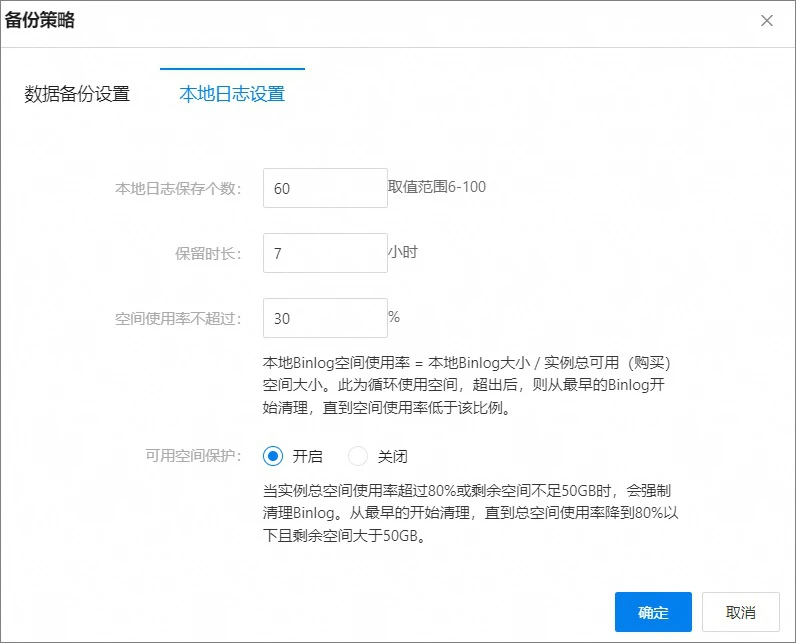 备份策略
数据备份设置
本地日志设置
本地日志保存个数：
60
取值范围6-100
保留时长：
7
小时
空间使用率不超过：
30
%
本地Binlog空间使用率 = 本地Binlog大小 / 实例总可用（购买）
空间大小。此为循环使用空间，超出后，则从最早的Binlog开
始清理，直到空间使用率低于该比例。
可用空间保护：
开启
关闭
当实例总空间使用率超过80%或剩余空间不足50GB时，会强制
清理Binlog。从最早的开始清理，直到总空间使用率降到80%以
下且剩余空间大于50GB。
确定
取消